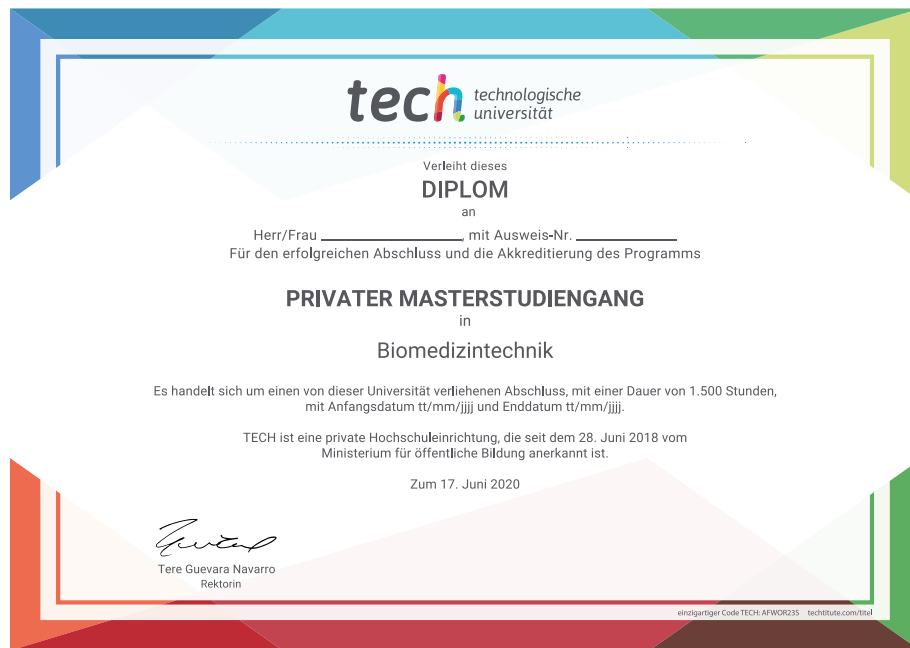 tech technologische
universität
Verleiht dieses
DIPLOM
an
Herr/Frau ____________________, mit Ausweis-Nr. ______________
Für den erfolgreichen Abschluss und die Akkreditierung des Programms
PRIVATER MASTERSTUDIENGANG
in
Biomedizintechnik
Es handelt sich um einen von dieser Universität verliehenen Abschluss, mit einer Dauer von 1.500 Stunden,
mit Anfangsdatum tt/mm/jjjj und Enddatum tt/mm/jjjj.
TECH ist eine private Hochschuleinrichtung, die seit dem 28. Juni 2018 vom
Ministerium für öffentliche Bildung anerkannt ist.
Zum 17. Juni 2020
Tere Guevara Navarro
Rektorin
einzigartiger Code TECH: AFWOR23S techtitute.com/titel